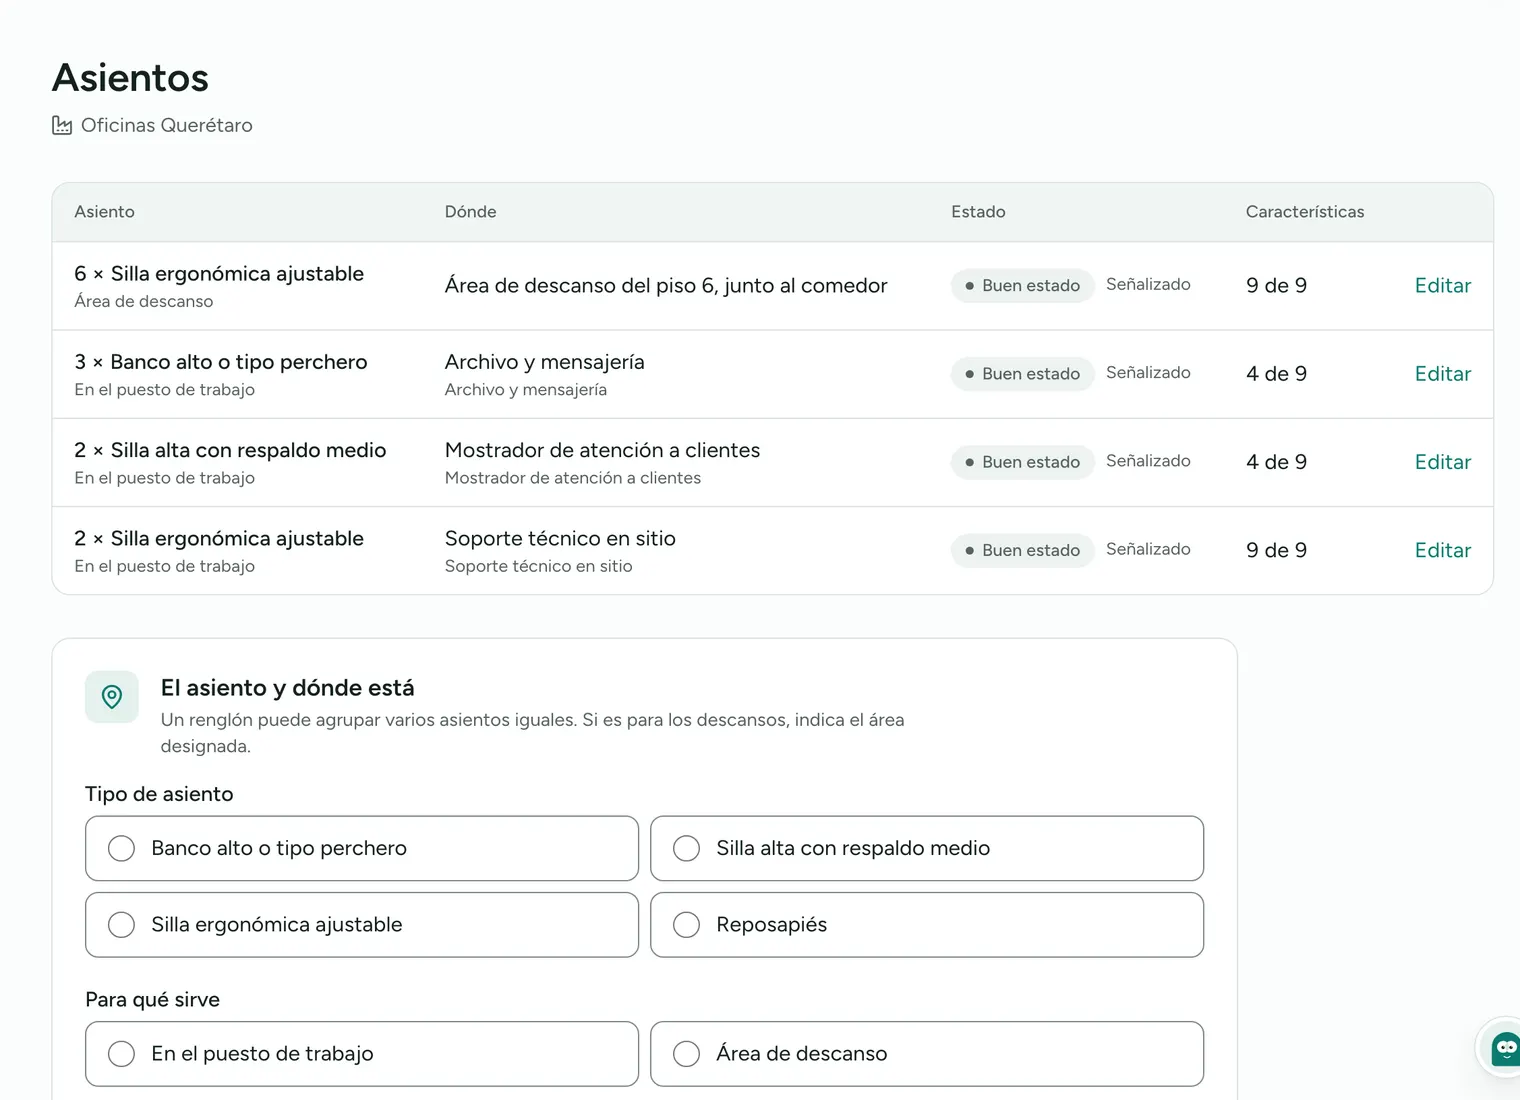 Asientos
Oficinas Querétaro
Asiento Dónde Estado Características
6 × Silla ergonómica ajustable
Área de descanso
Área de descanso del piso 6, junto al comedor
Buen estado Señalizado 9 de 9 Editar
3 × Banco alto o tipo perchero
En el puesto de trabajo
Archivo y mensajería
Archivo y mensajería
Buen estado Señalizado 4 de 9 Editar
2 × Silla alta con respaldo medio
En el puesto de trabajo
Mostrador de atención a clientes
Mostrador de atención a clientes
Buen estado Señalizado 4 de 9 Editar
2 × Silla ergonómica ajustable
En el puesto de trabajo
Soporte técnico en sitio
Soporte técnico en sitio
Buen estado Señalizado 9 de 9 Editar
El asiento y dónde está
Un renglón puede agrupar varios asientos iguales. Si es para los descansos, indica el área
designada.
Tipo de asiento
Banco alto o tipo perchero
Silla alta con respaldo medio
Silla ergonómica ajustable
Reposapiés
Para qué sirve
En el puesto de trabajo
Área de descanso